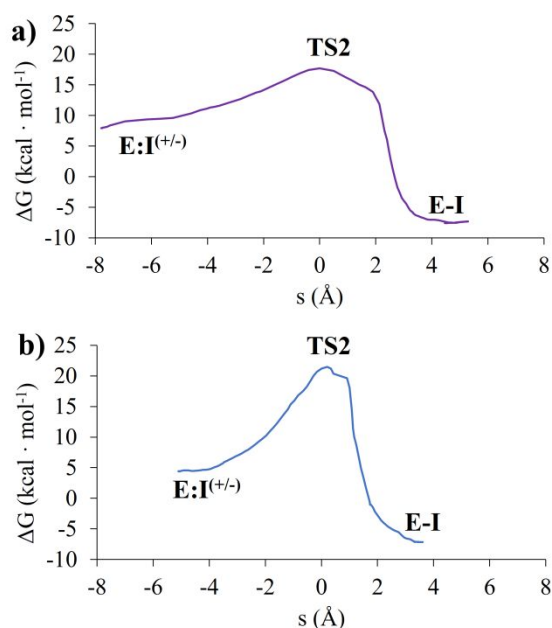 a)
TS2
25
20
15
10
5
0
-5
-10
ΔG (kcal · mol⁻¹)
E:I⁽⁺/⁻⁾
E-I
-8 -6 -4 -2 0 2 4 6 8
s (Å)
b)
TS2
25
20
15
10
5
0
-5
-10
ΔG (kcal · mol⁻¹)
E:I⁽⁺/⁻⁾
E-I
-8 -6 -4 -2 0 2 4 6 8
s (Å)